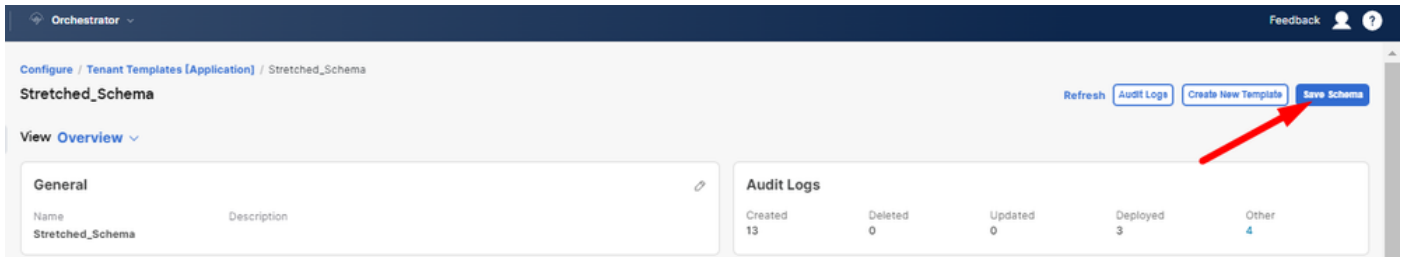 Orchestrator
Feedback ?
Configure / Tenant Templates [Application] / Stretched_Schema
Stretched_Schema
Refresh Audit Logs Create New Template Save Schema
View Overview
General
Name Description
Stretched_Schema
Audit Logs
Created Deleted Updated Deployed Other
13 0 0 3 4